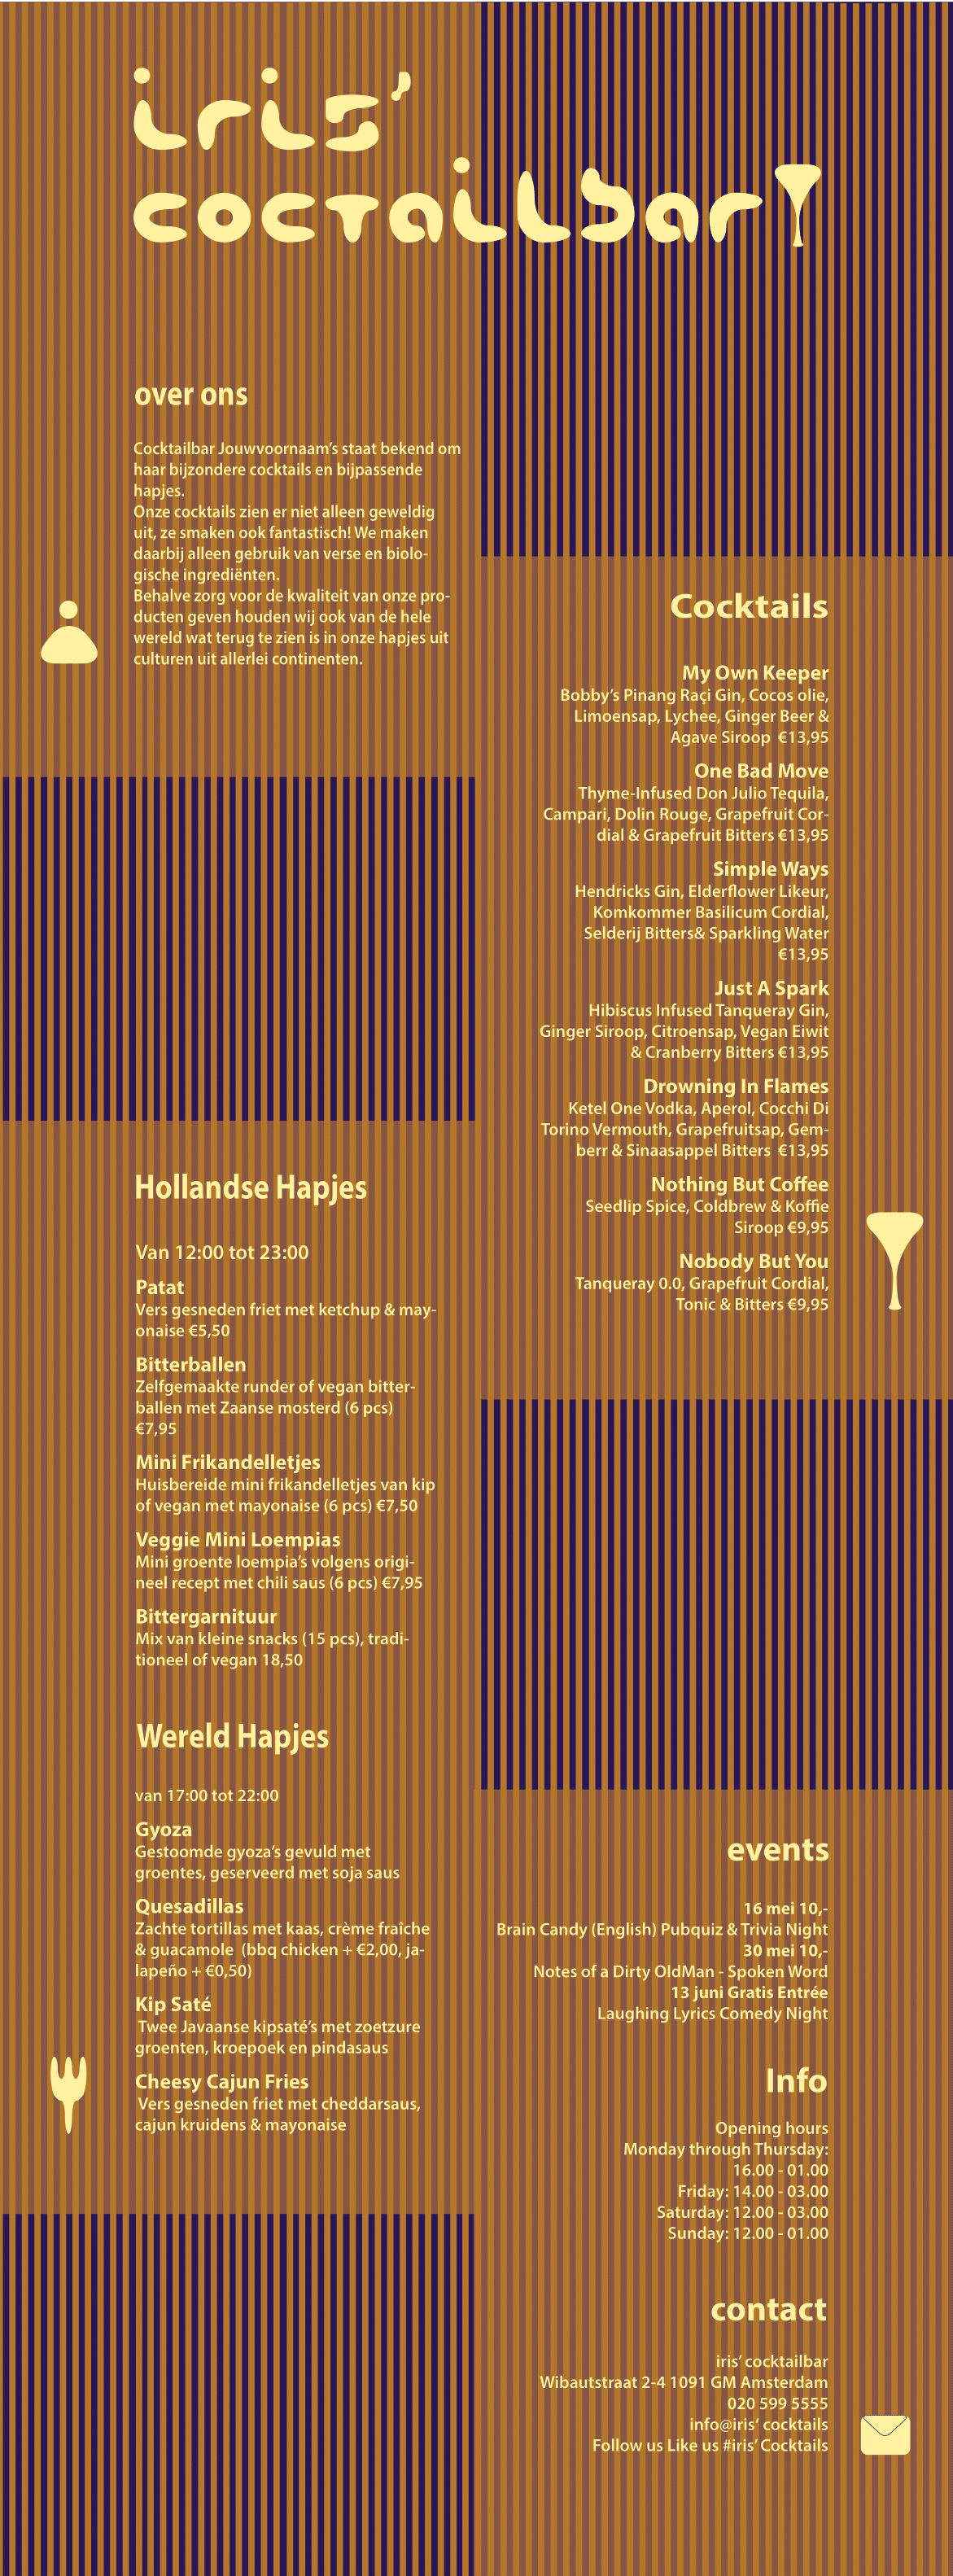 iris'
coctailbar
over ons
Cocktailbar Jouwvoornaam's staat bekend om
haar bijzondere cocktails en bijpassende
hapjes.
Onze cocktails zien er niet alleen geweldig
uit, ze smaken ook fantastisch! We maken
daarbij alleen gebruik van verse en biolo-
gische ingrediënten.
Behalve zorg voor de kwaliteit van onze pro-
ducten geven houden wij ook van de hele
wereld wat terug te zien is in onze hapjes uit
culturen uit allerlei continenten.
Cocktails
My Own Keeper
Bobby's Pinang Raçi Gin, Cocos olie,
Limoensap, Lychee, Ginger Beer &
Agave Siroop €13,95
One Bad Move
Thyme-Infused Don Julio Tequila,
Campari, Dolin Rouge, Grapefruit Cor-
dial & Grapefruit Bitters €13,95
Simple Ways
Hendricks Gin, Elderflower Likeur,
Komkommer Basilicum Cordial,
Selderij Bitters& Sparkling Water
€13,95
Just A Spark
Hibiscus Infused Tanqueray Gin,
Ginger Siroop, Citroensap, Vegan Eiwit
& Cranberry Bitters €13,95
Drowning In Flames
Ketel One Vodka, Aperol, Cocchi Di
Torino Vermouth, Grapefruitsap, Gem-
berr & Sinaasappel Bitters €13,95
Nothing But Coffee
Seedlip Spice, Coldbrew & Koffie
Siroop €9,95
Nobody But You
Tanqueray 0.0, Grapefruit Cordial,
Tonic & Bitters €9,95
Hollandse Hapjes
Van 12:00 tot 23:00
Patat
Vers gesneden friet met ketchup & may-
onaise €5,50
Bitterballen
Zelfgemaakte runder of vegan bitter-
ballen met Zaanse mosterd (6 pcs)
€7,95
Mini Frikandelletjes
Huisbereide mini frikandelletjes van kip
of vegan met mayonaise (6 pcs) €7,50
Veggie Mini Loempias
Mini groente loempia's volgens origi-
neel recept met chili saus (6 pcs) €7,95
Bittergarnituur
Mix van kleine snacks (15 pcs), tradi-
tioneel of vegan 18,50
Wereld Hapjes
van 17:00 tot 22:00
Gyoza
Gestoomde gyoza's gevuld met
groentes, geserveerd met soja saus
Quesadillas
Zachte tortillas met kaas, crème fraîche
& guacamole (bbq chicken + €2,00, ja-
lapeño + €0,50)
Kip Saté
Twee Javaanse kipsaté's met zoetzure
groenten, kroepoek en pindasaus
Cheesy Cajun Fries
Vers gesneden friet met cheddarsaus,
cajun kruidens & mayonaise
events
16 mei 10,-
Brain Candy (English) Pubquiz & Trivia Night
30 mei 10,-
Notes of a Dirty OldMan - Spoken Word
13 juni Gratis Entrée
Laughing Lyrics Comedy Night
Info
Opening hours
Monday through Thursday:
16.00 - 01.00
Friday: 14.00 - 03.00
Saturday: 12.00 - 03.00
Sunday: 12.00 - 01.00
contact
iris' cocktailbar
Wibautstraat 2-4 1091 GM Amsterdam
020 599 5555
info@iris' cocktails
Follow us Like us #iris' Cocktails